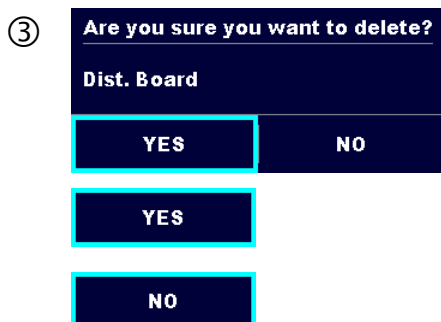 ③ Are you sure you want to delete?
Dist. Board
YES NO
YES
NO